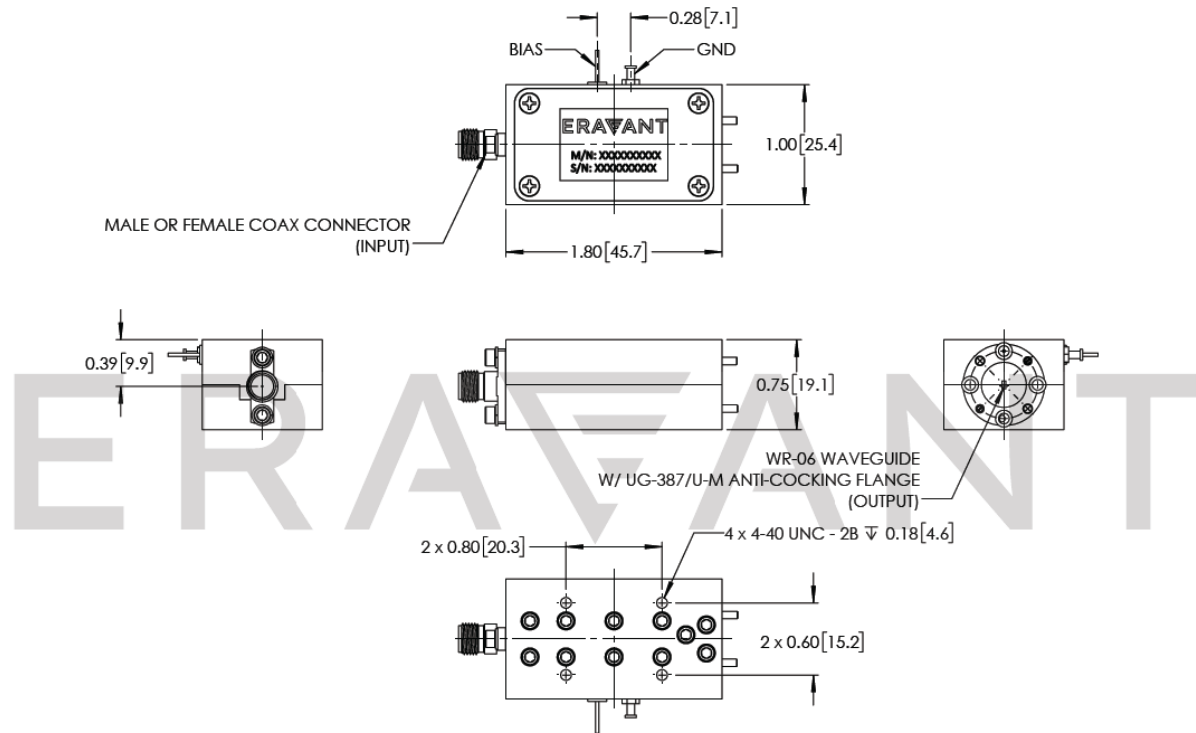 0.28[7.1]
BIAS
GND
ERAVANT
M/N: XXXXXXXXXX
S/N: XXXXXXXXXX
1.00[25.4]
MALE OR FEMALE COAX CONNECTOR
(INPUT)
1.80[45.7]
0.39[9.9]
0.75[19.1]
ERAVANT
WR-06 WAVEGUIDE
W/ UG-387/U-M ANTI-COCKING FLANGE
(OUTPUT)
2 x 0.80[20.3]
4 x 4-40 UNC - 2B ↧ 0.18[4.6]
2 x 0.60[15.2]